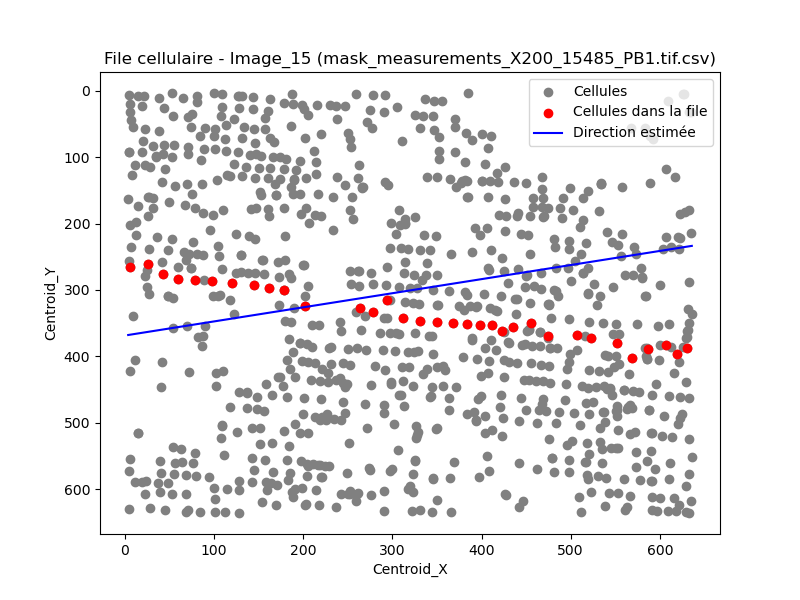 File cellulaire - Image_15 (mask_measurements_X200_15485_PB1.tif.csv)
Cellules
Cellules dans la file
Direction estimée
Centroid_Y
0
100
200
300
400
500
600
0 100 200 300 400 500 600
Centroid_X